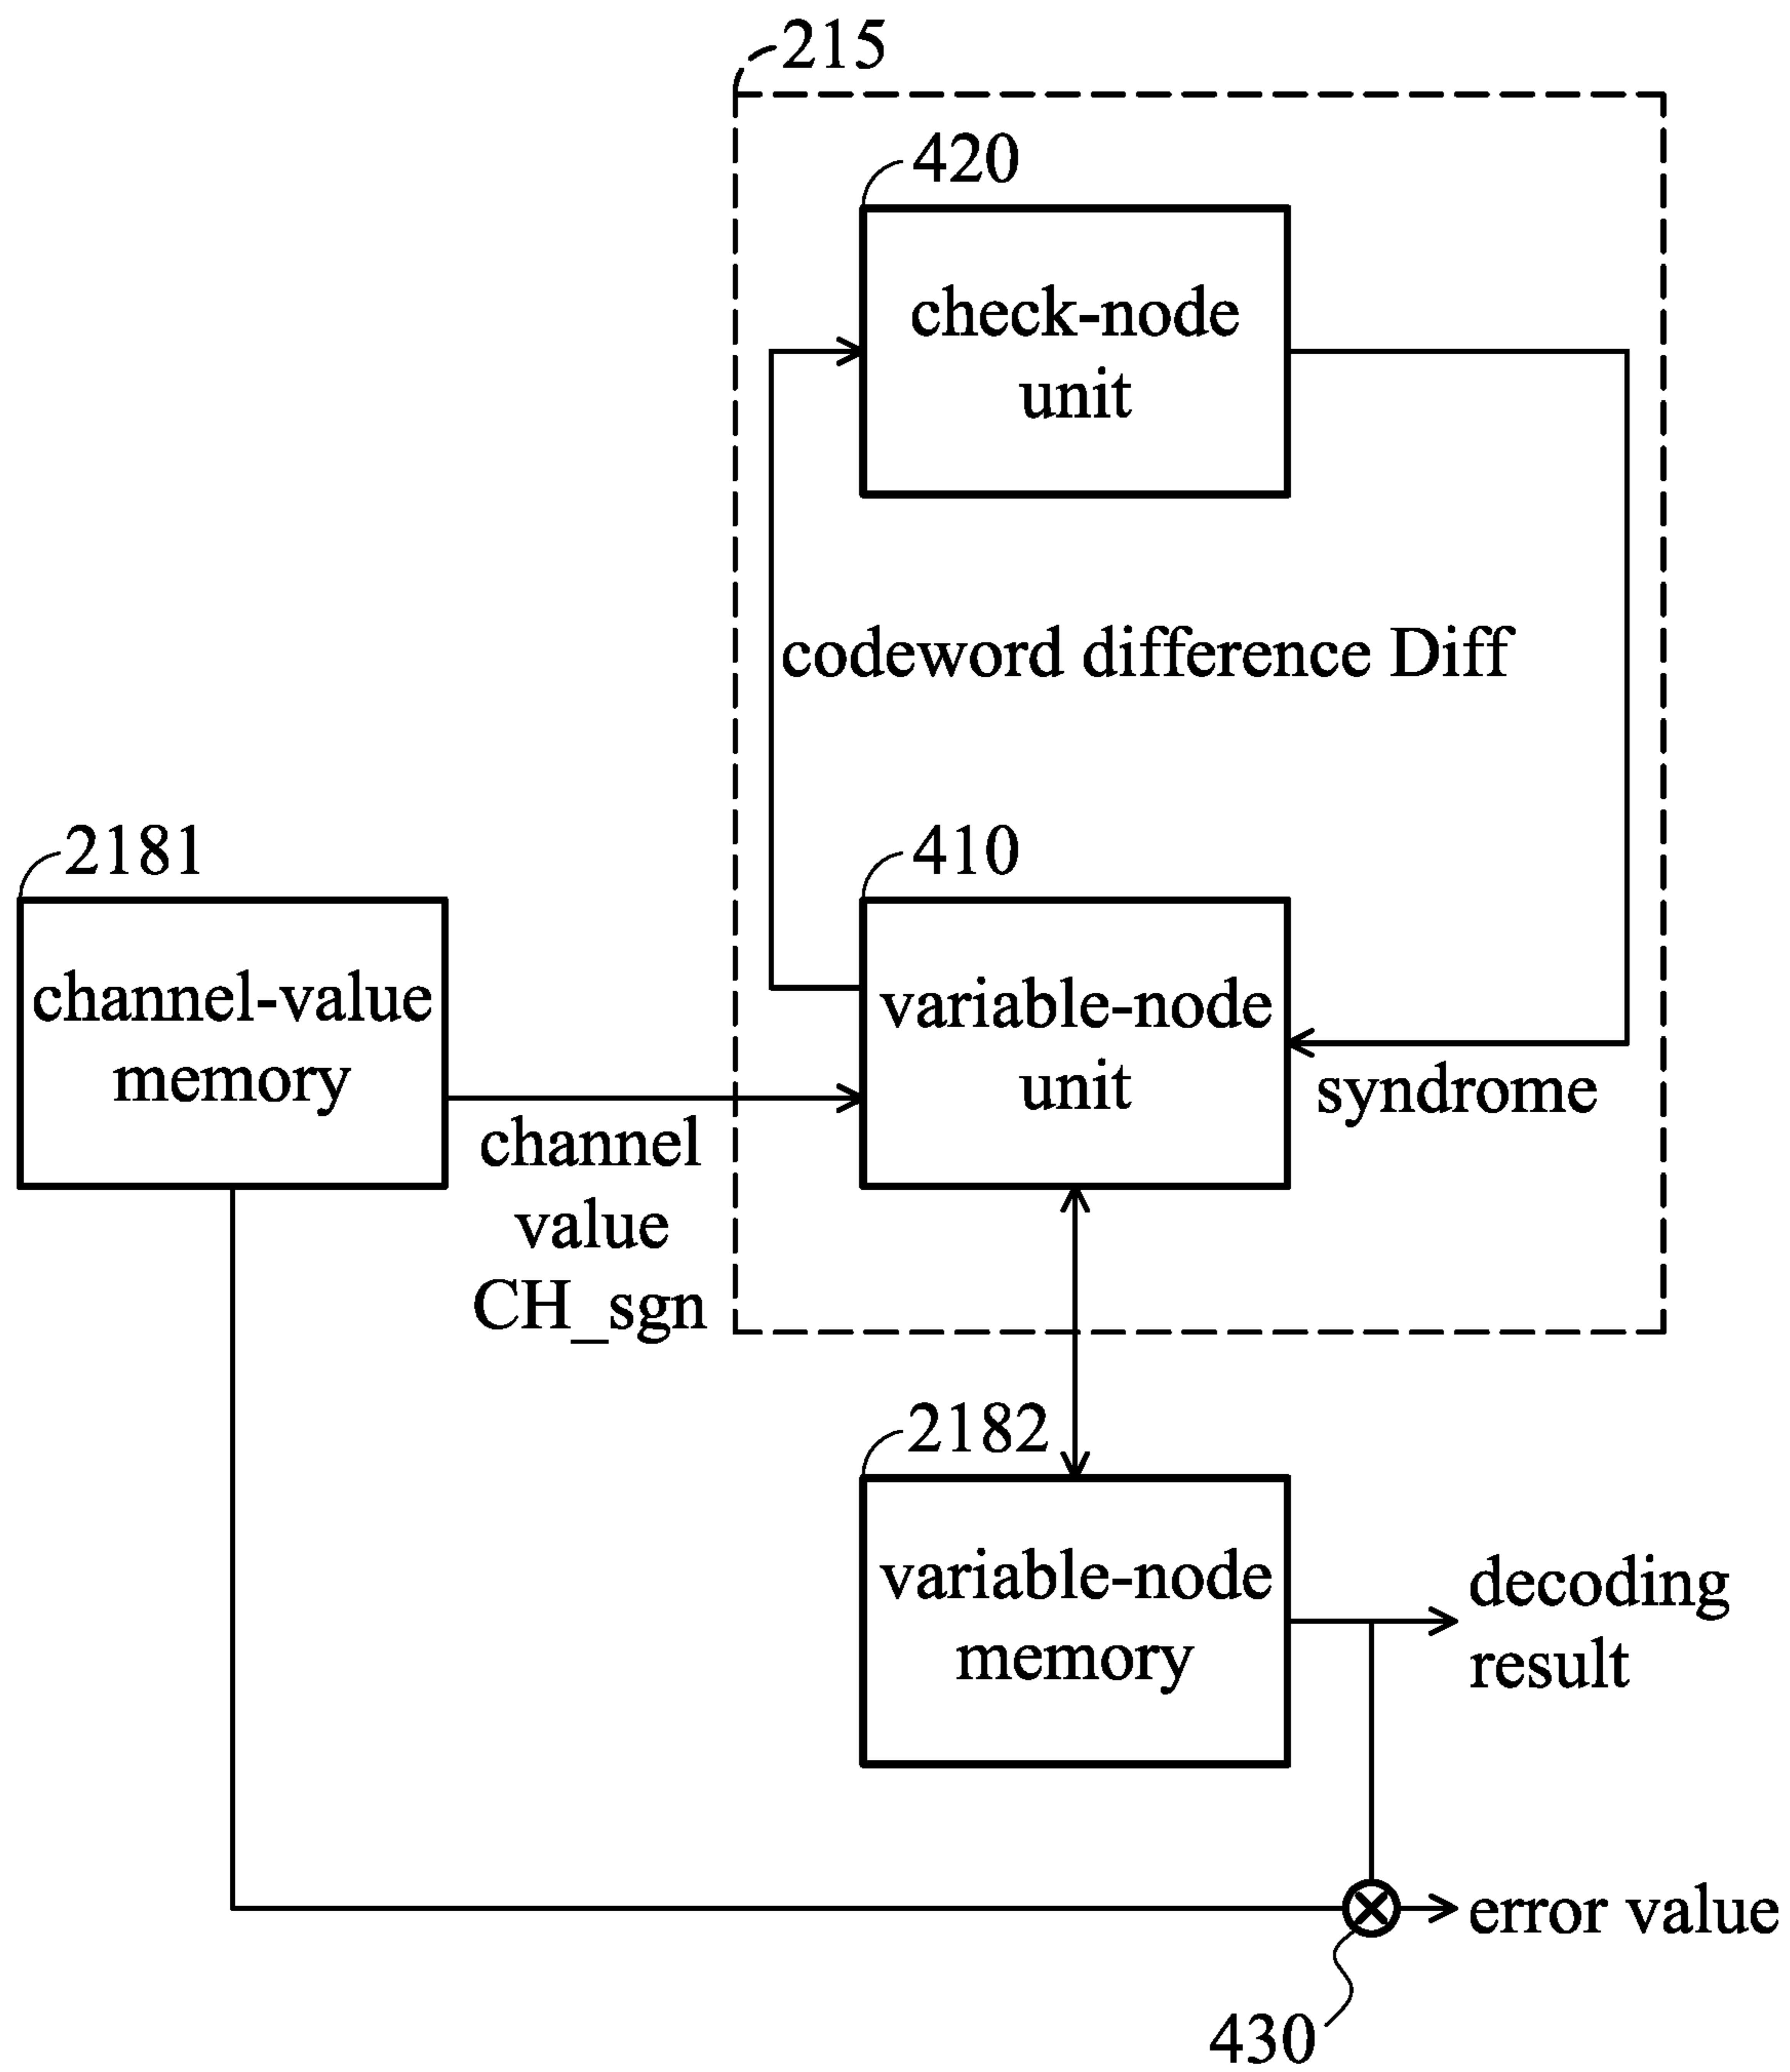 215
420
check-node
unit
codeword difference Diff
2181
channel-value
memory
410
variable-node
unit
syndrome
channel
value
CH_sgn
2182
variable-node
memory
decoding
result
error value
430